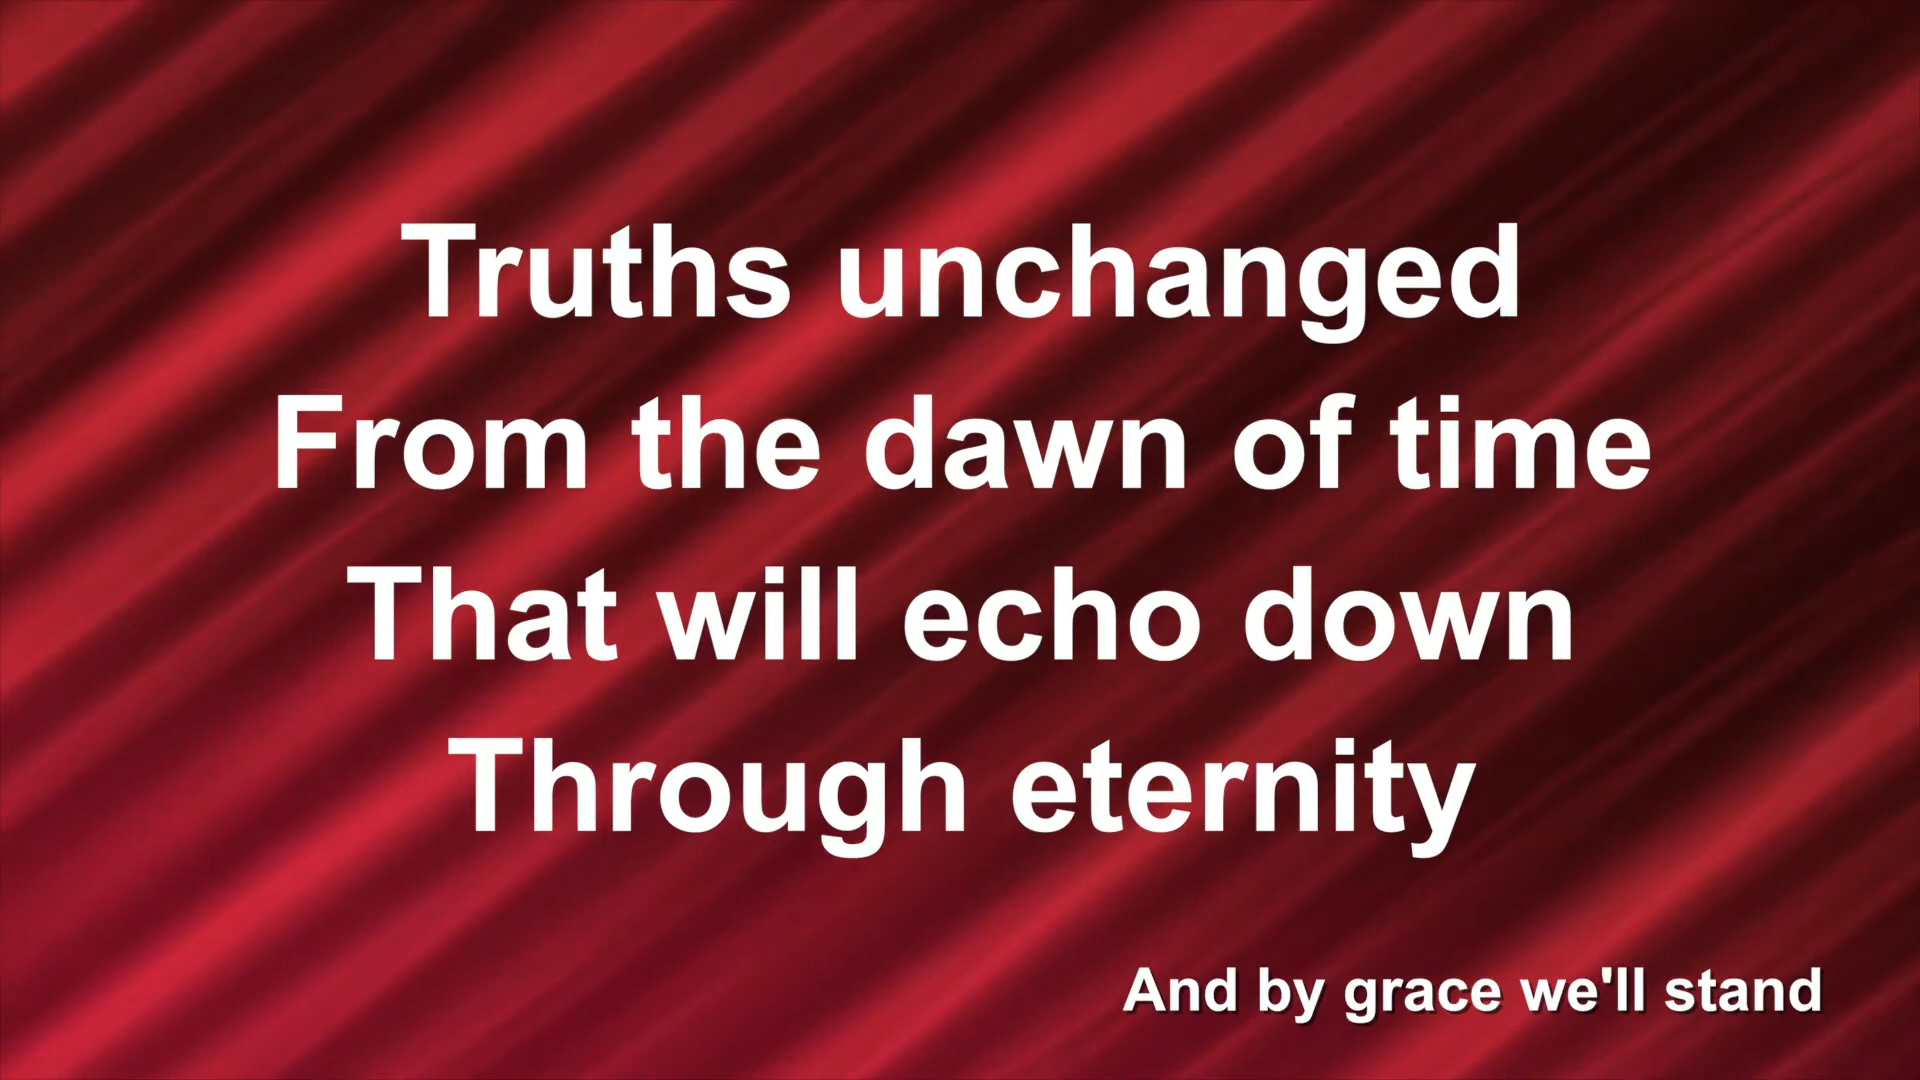 Truths unchanged
From the dawn of time
That will echo down
Through eternity
And by grace we'll stand